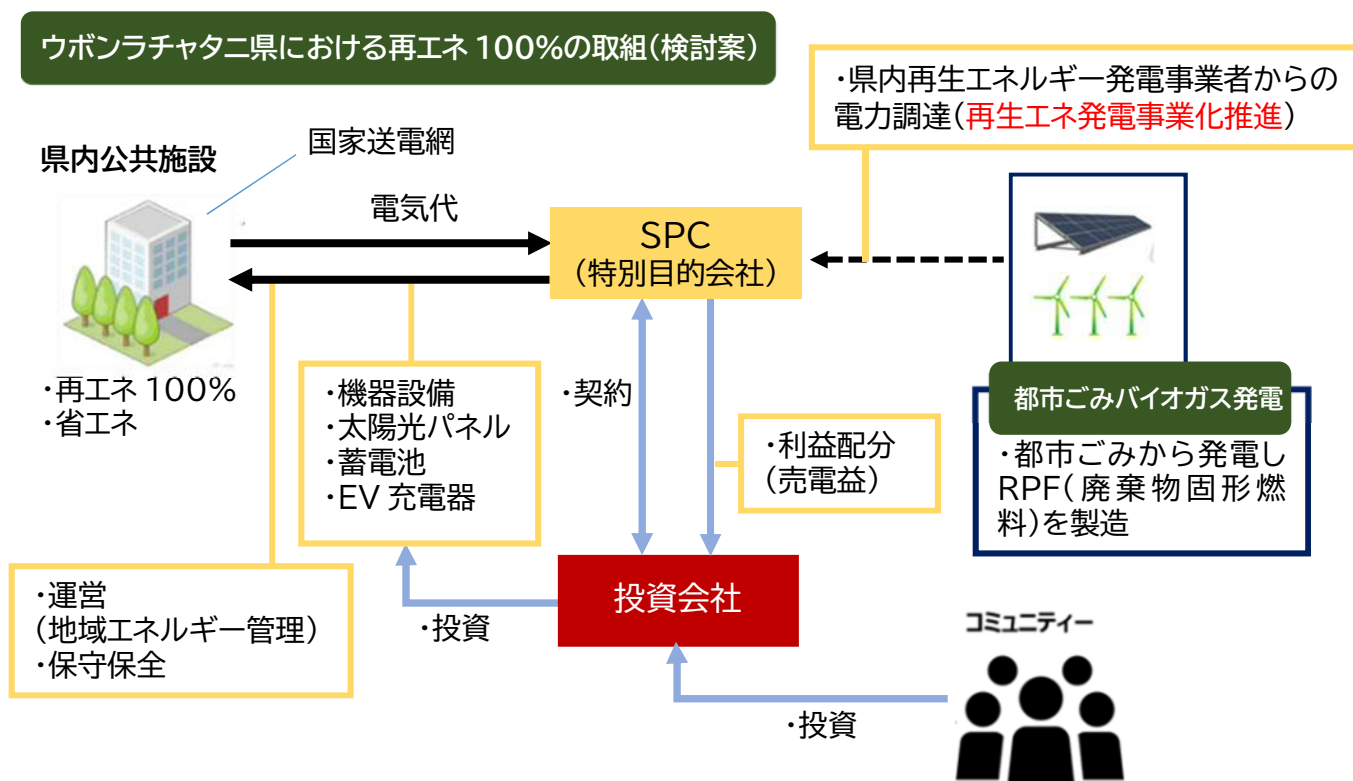 ウボンラチャタニ県における再エネ 100%の取組(検討案)
・県内再生エネルギー発電事業者からの
電力調達(再生エネ発電事業化推進)
国家送電網
県内公共施設
電気代
SPC
(特別目的会社)
・再エネ 100%
・省エネ
・機器設備
・太陽光パネル
・蓄電池
・EV 充電器
・契約
・利益配分
(売電益)
都市ごみバイオガス発電
・都市ごみから発電し
RPF(廃棄物固形燃
料)を製造
・運営
(地域エネルギー管理)
・保守保全
・投資
投資会社
コミュニティー
・投資